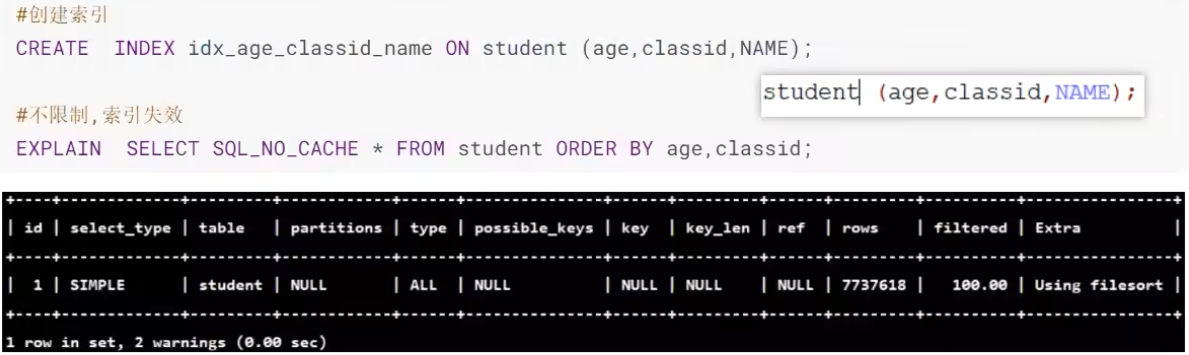 #创建索引
CREATE  INDEX idx_age_classid_name ON student (age,classid,NAME);
student (age,classid,NAME);
#不限制,索引失效
EXPLAIN  SELECT SQL_NO_CACHE * FROM student ORDER BY age,classid;
+----+-------------+---------+------------+------+---------------+------+---------+------+---------+----------+----------------+
| id | select_type | table   | partitions | type | possible_keys | key  | key_len | ref  | rows    | filtered | Extra          |
+----+-------------+---------+------------+------+---------------+------+---------+------+---------+----------+----------------+
|  1 | SIMPLE      | student | NULL       | ALL  | NULL          | NULL | NULL    | NULL | 7737618 |   100.00 | Using filesort |
+----+-------------+---------+------------+------+---------------+------+---------+------+---------+----------+----------------+
1 row in set, 2 warnings (0.00 sec)